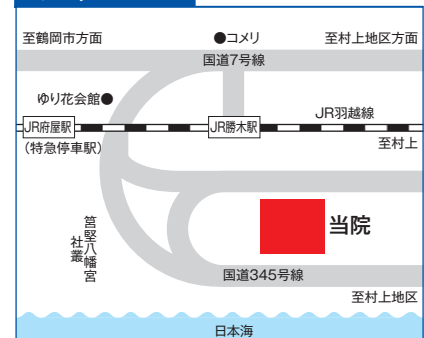 至鶴岡市方面
●コメリ
至村上地区方面
国道7号線
ゆり花会館●
JR羽越線
JR府屋駅
JR勝木駅
(特急停車駅)
至村上
当院
筥堅八幡宮
社叢
国道345号線
至村上地区
日本海